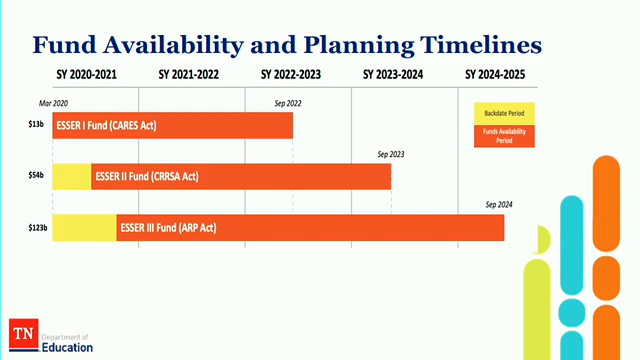 Fund Availability and Planning Timelines
SY 2020-2021 SY 2021-2022 SY 2022-2023 SY 2023-2024 SY 2024-2025
Mar 2020 Sep 2022
$13b ESSER I Fund (CARES Act)
Backdate Period
Funds Availability
Period
Sep 2023
$54b ESSER II Fund (CRRSA Act)
Sep 2024
$123b ESSER III Fund (ARP Act)
TN
Department of
Education